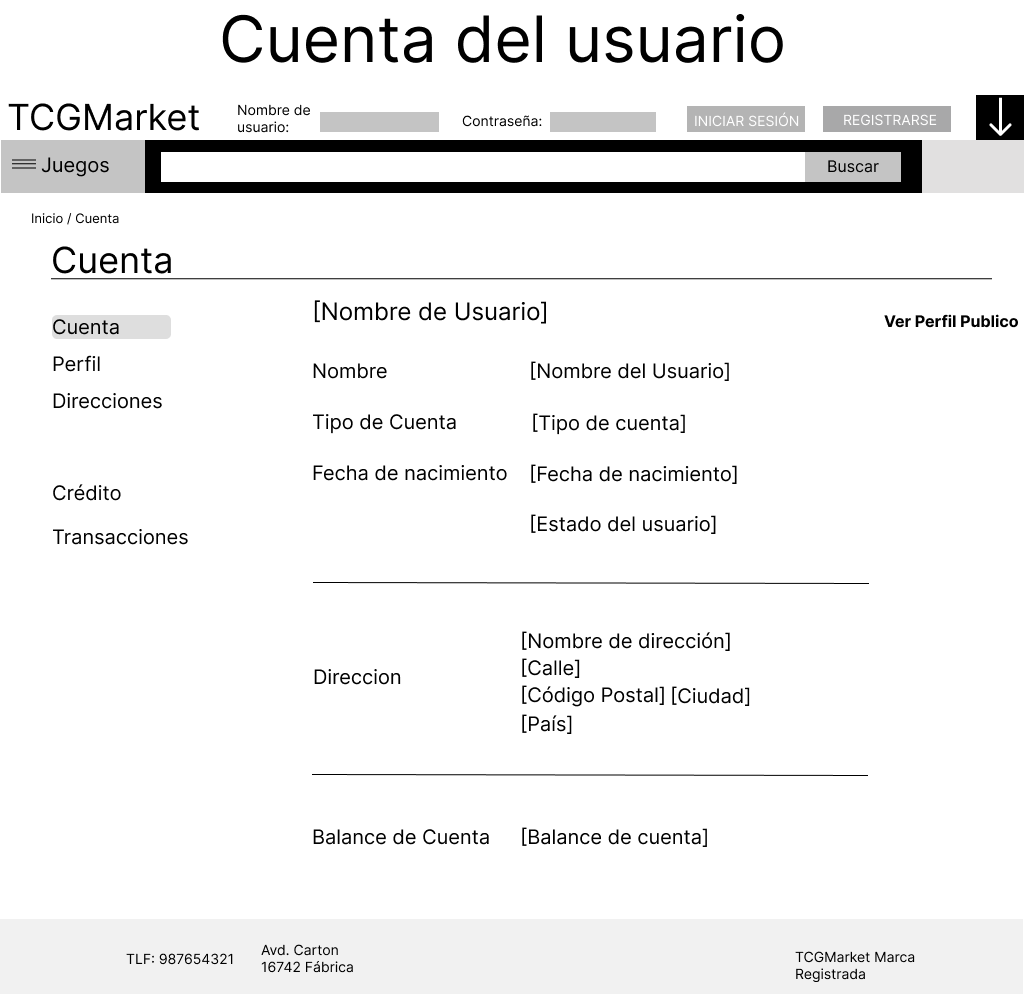 Cuenta del usuario
TCGMarket
Nombre de
usuario:
Contraseña:
INICIAR SESIÓN
REGISTRARSE
Juegos
Buscar
Inicio / Cuenta
Cuenta
Cuenta
Perfil
Direcciones
Crédito
Transacciones
[Nombre de Usuario]
Ver Perfil Publico
Nombre [Nombre del Usuario]
Tipo de Cuenta [Tipo de cuenta]
Fecha de nacimiento [Fecha de nacimiento]
[Estado del usuario]
Direccion
[Nombre de dirección]
[Calle]
[Código Postal] [Ciudad]
[País]
Balance de Cuenta [Balance de cuenta]
TLF: 987654321
Avd. Carton
16742 Fábrica
TCGMarket Marca
Registrada